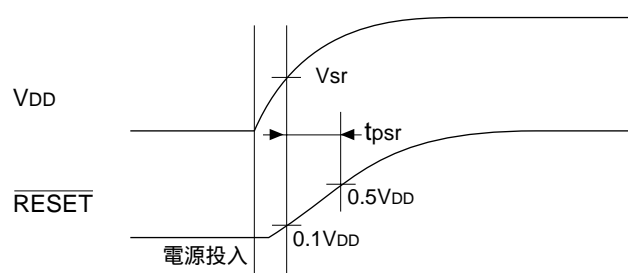 Vsr
VDD
tpsr
RESET
0.5VDD
0.1VDD
電源投入